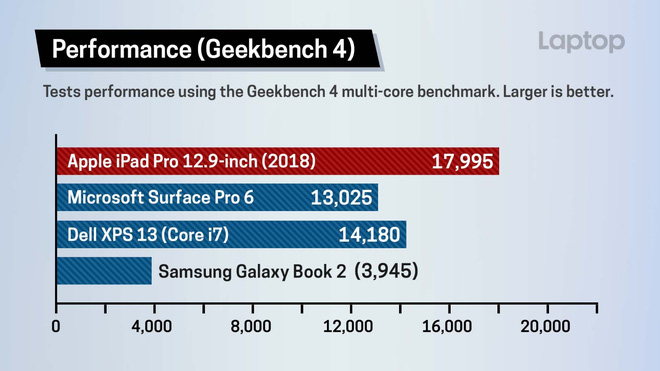 Performance (Geekbench 4)
Laptop
Tests performance using the Geekbench 4 multi-core benchmark. Larger is better.
Apple iPad Pro 12.9-inch (2018) 17,995
Microsoft Surface Pro 6 13,025
Dell XPS 13 (Core i7) 14,180
Samsung Galaxy Book 2 (3,945)
0 4,000 8,000 12,000 16,000 20,000